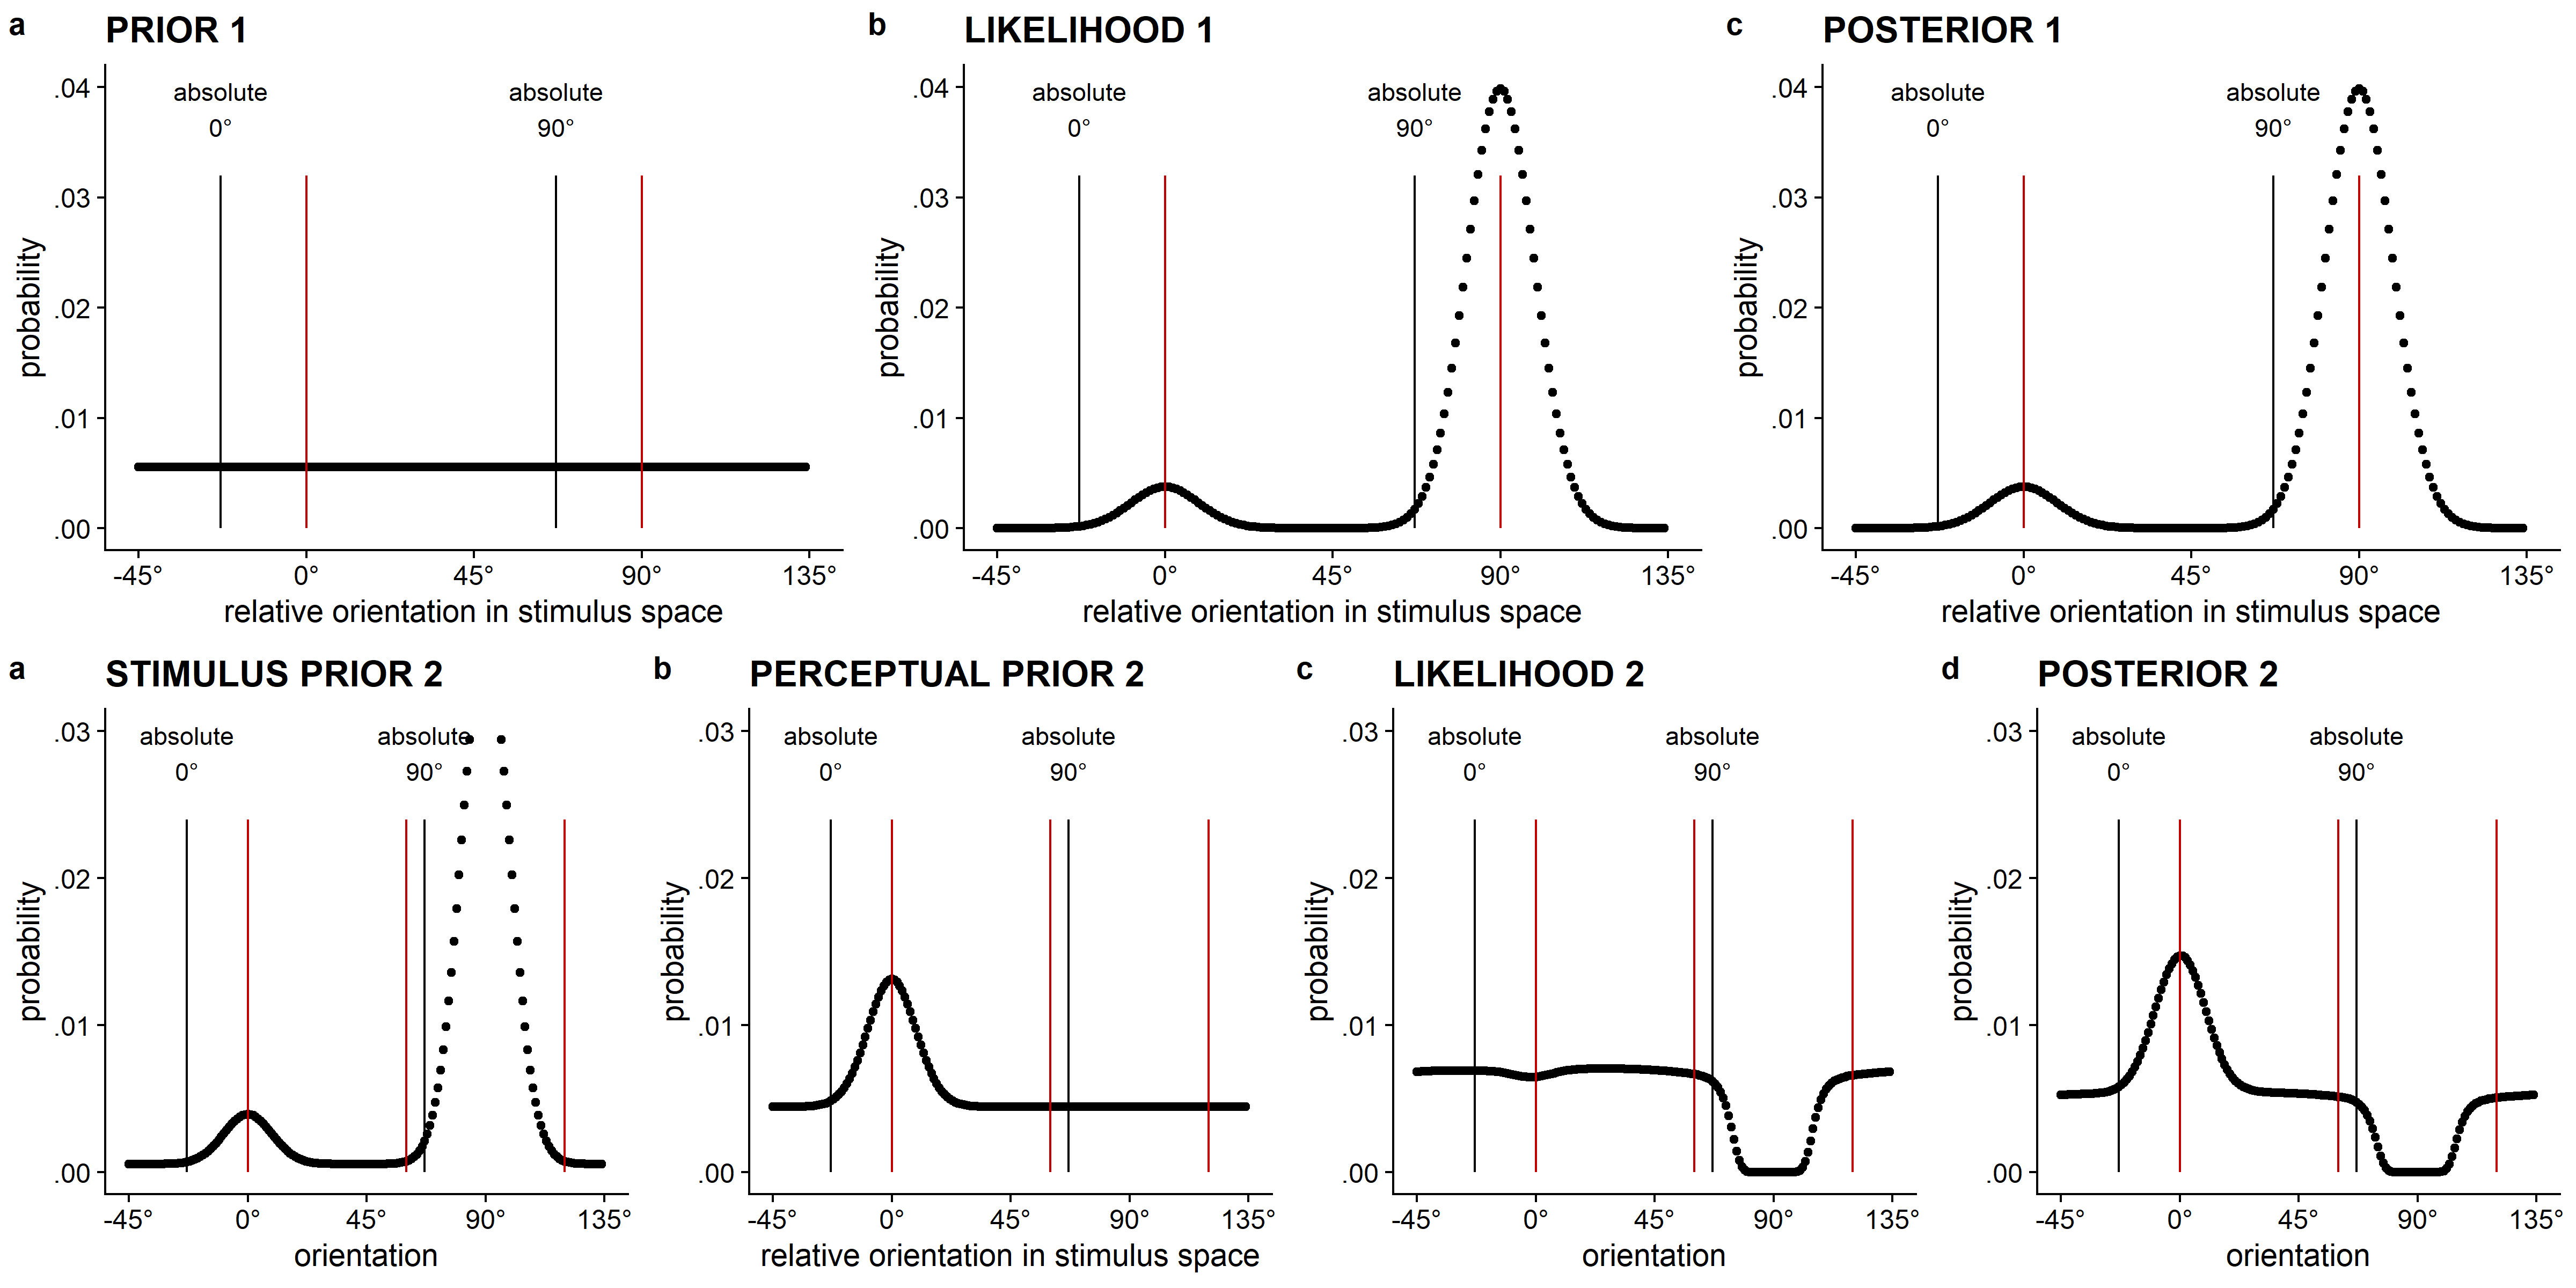 a PRIOR 1
.04
.03
.02
.01
.00
absolute
0°
absolute
90°
probability
-45° 0° 45° 90° 135°
relative orientation in stimulus space
b LIKELIHOOD 1
.04
.03
.02
.01
.00
absolute
0°
absolute
90°
probability
-45° 0° 45° 90° 135°
relative orientation in stimulus space
c POSTERIOR 1
.04
.03
.02
.01
.00
absolute
0°
absolute
90°
probability
-45° 0° 45° 90° 135°
relative orientation in stimulus space
a STIMULUS PRIOR 2
.03
.02
.01
.00
absolute
0°
absolute
90°
probability
-45° 0° 45° 90° 135°
orientation
b PERCEPTUAL PRIOR 2
.03
.02
.01
.00
absolute
0°
absolute
90°
probability
-45° 0° 45° 90° 135°
relative orientation in stimulus space
c LIKELIHOOD 2
.03
.02
.01
.00
absolute
0°
absolute
90°
probability
-45° 0° 45° 90° 135°
orientation
d POSTERIOR 2
.03
.02
.01
.00
absolute
0°
absolute
90°
probability
-45° 0° 45° 90° 135°
orientation